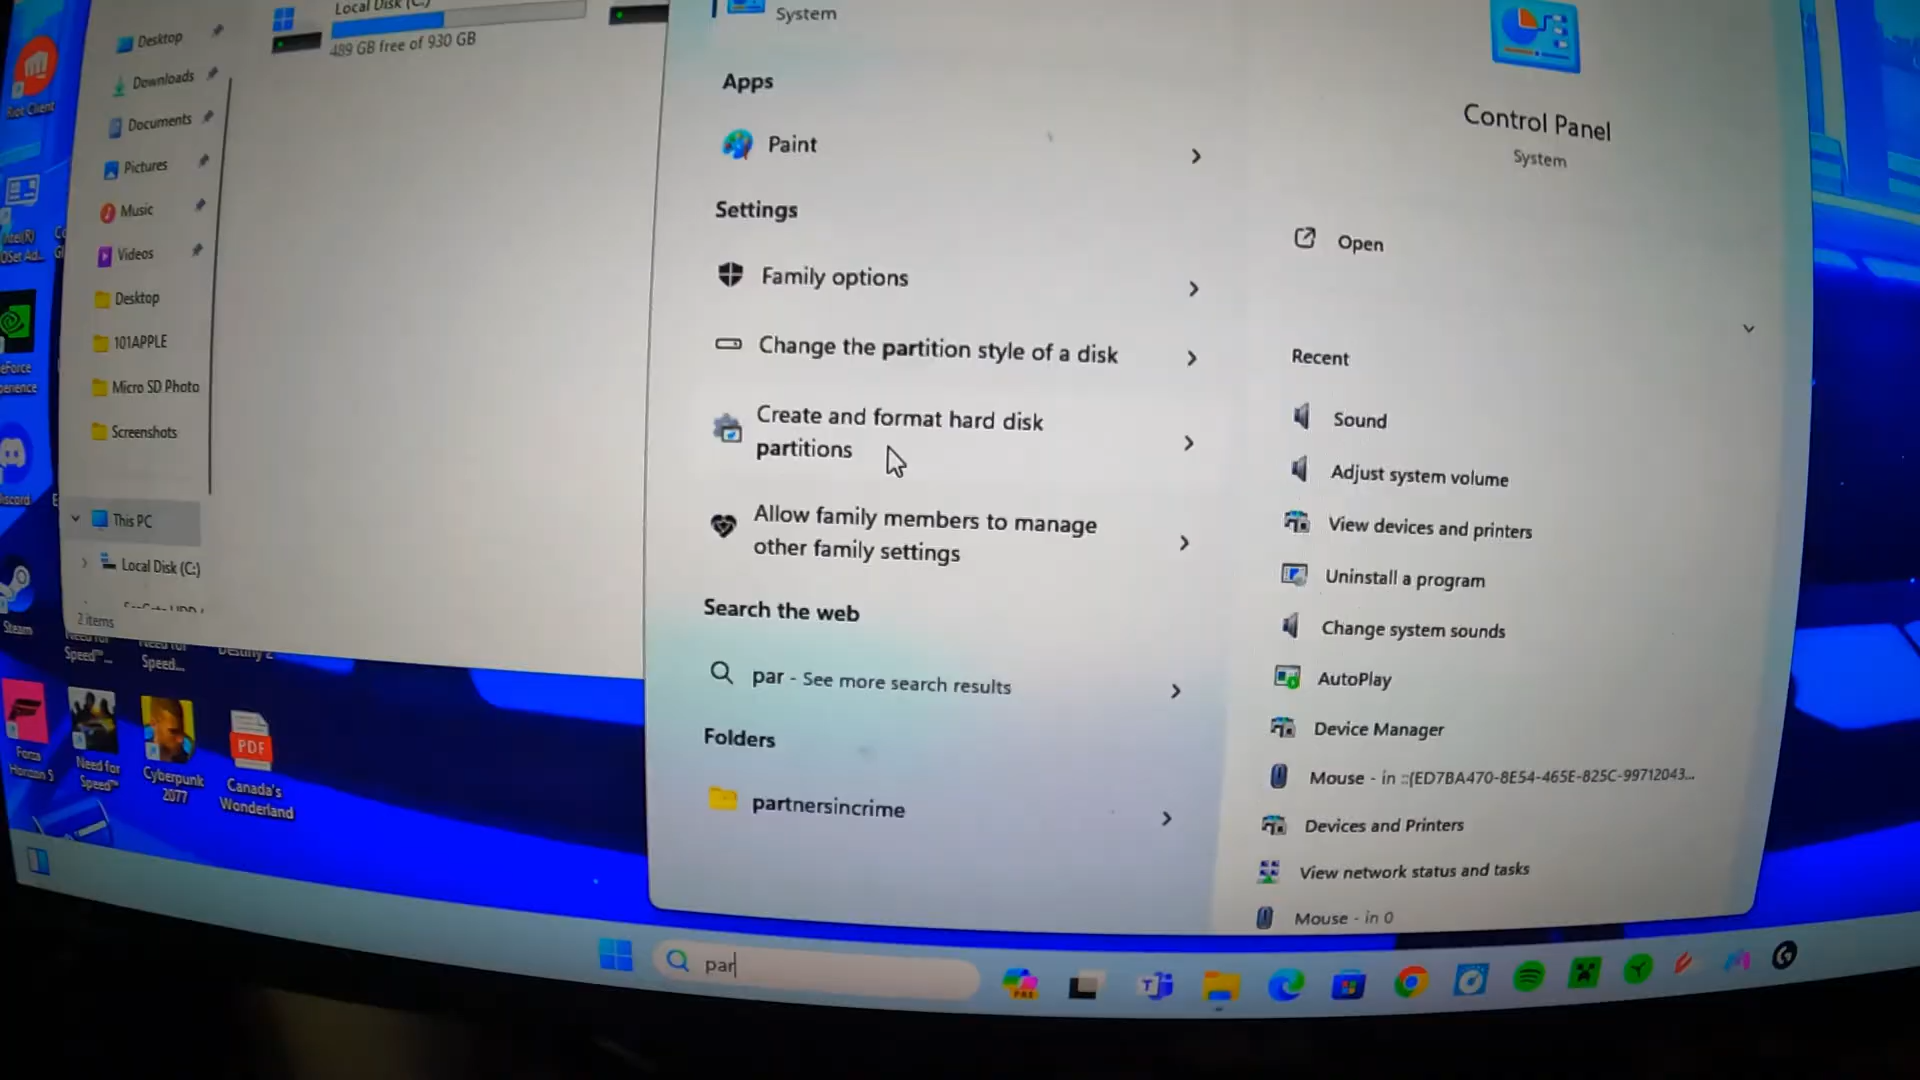 Local Disk (C:)
489 GB free of 930 GB
Desktop
Downloads
Documents
Pictures
Music
Videos
Desktop
101APPLE
Micro SD Photo
Screenshots
This PC
Local Disk (C:)
2 items
System
Apps
Paint
Settings
Family options
Change the partition style of a disk
Create and format hard disk
partitions
Allow family members to manage
other family settings
Search the web
par - See more search results
Folders
partnersincrime
Control Panel
System
Open
Recent
Sound
Adjust system volume
View devices and printers
Uninstall a program
Change system sounds
AutoPlay
Device Manager
Mouse - in ::{ED7BA470-8E54-465E-825C-99712043...
Devices and Printers
View network status and tasks
Mouse - in 0
Riot Client
Steam
Need for
Speed™...
Need for
Speed...
Destiny 2
Forza
Horizon 5
Need for
Speed™
Cyberpunk
2077
PDF
Canada's
Wonderland
par
PRE